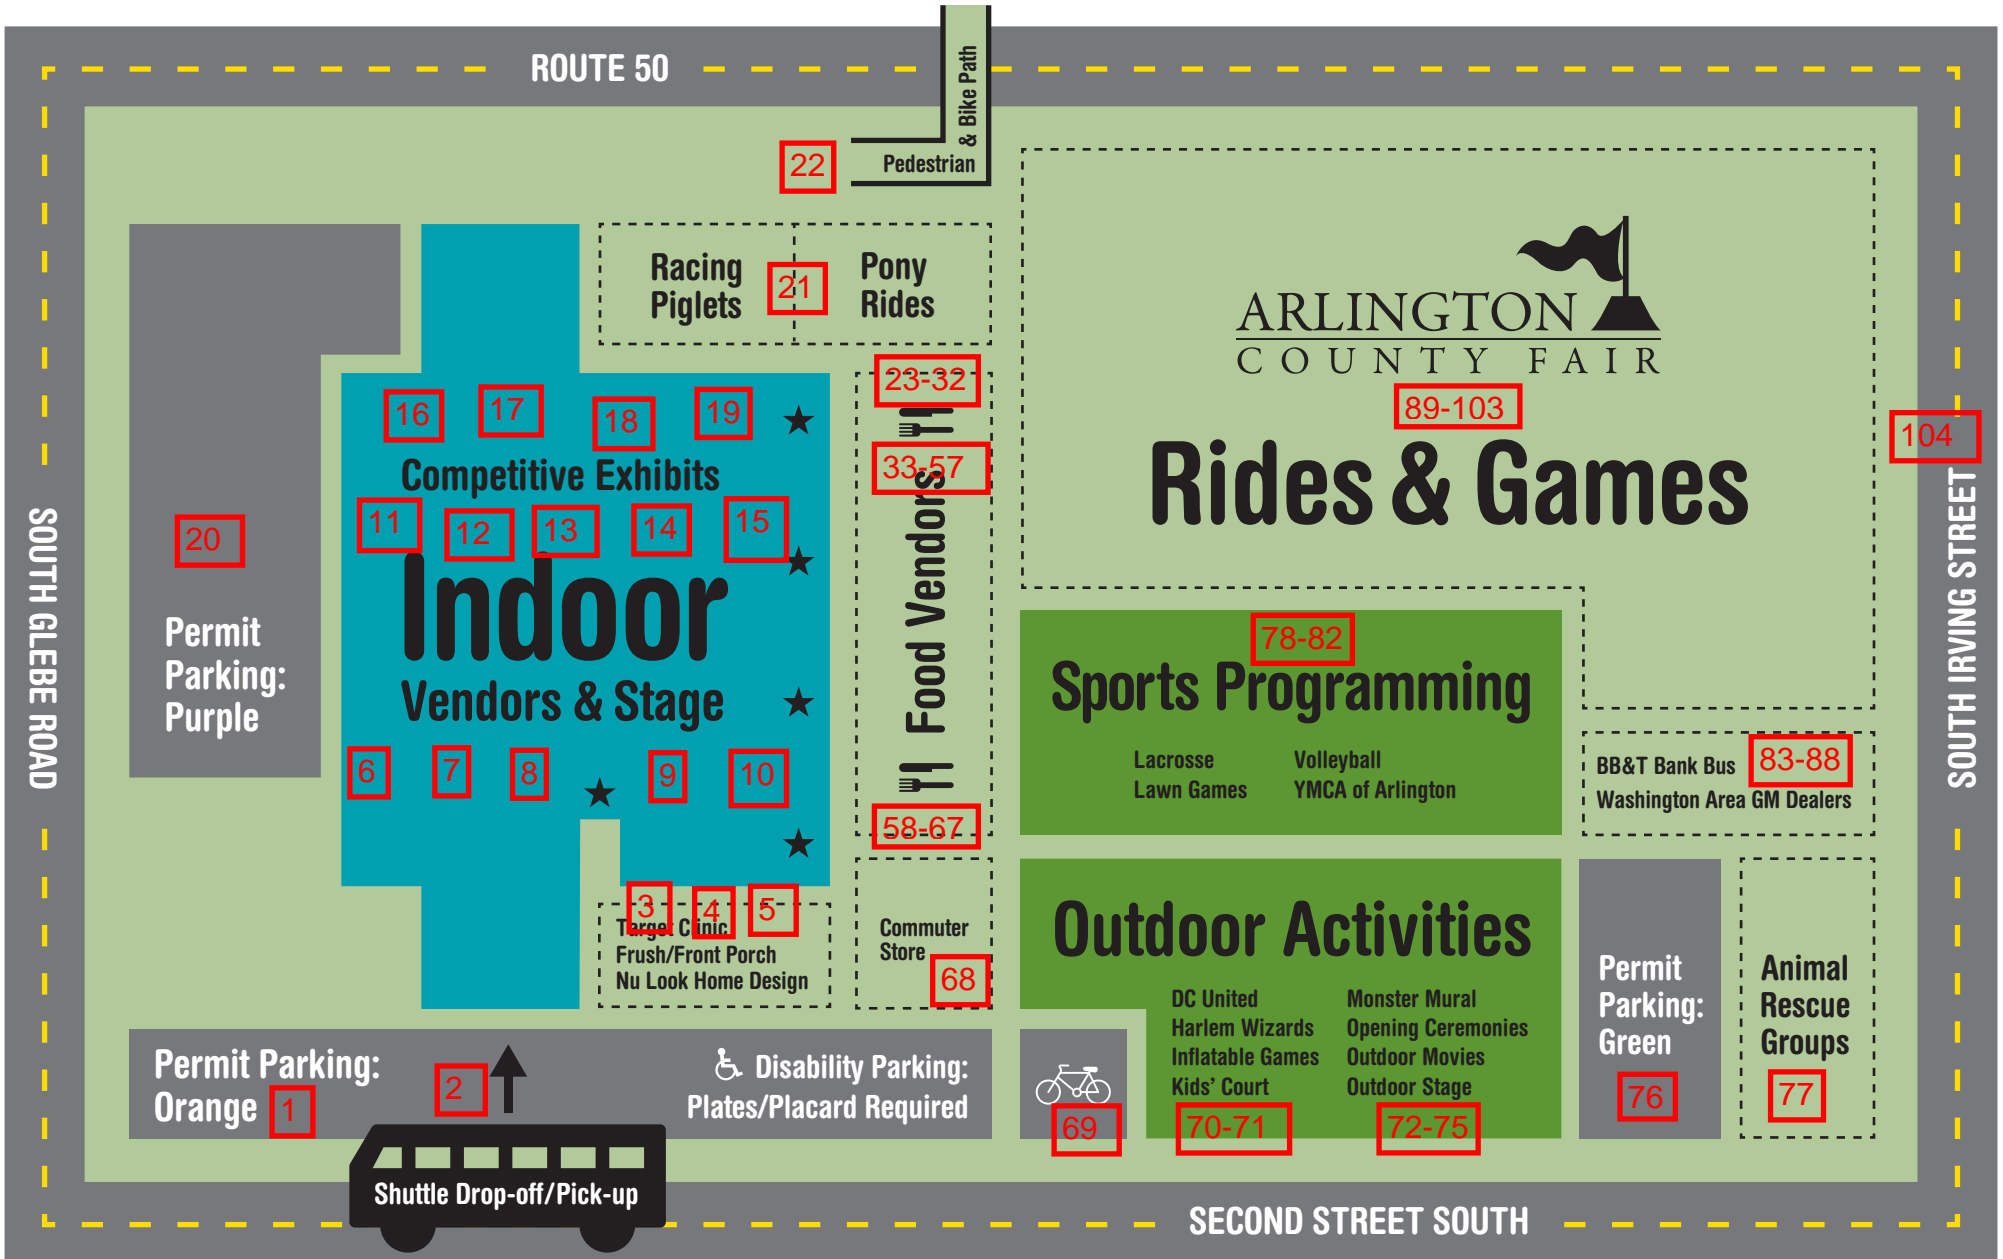 ROUTE 50
& Bike Path
Pedestrian
22
Racing
Piglets
21
Pony
Rides
ARLINGTON
COUNTY FAIR
89-103
Rides & Games
104
SOUTH IRVING STREET
SOUTH GLEBE ROAD
20
Permit
Parking:
Purple
16
17
18
19
Competitive Exhibits
11
12
13
14
15
Indoor
Vendors & Stage
6
7
8
9
10
23-32
33-57
Food Vendors
58-67
78-82
Sports Programming
Lacrosse
Volleyball
Lawn Games
YMCA of Arlington
BB&T Bank Bus
83-88
Washington Area GM Dealers
3
4
5
Target Clinic
Frush/Front Porch
Nu Look Home Design
Commuter
Store
68
Outdoor Activities
DC United
Harlem Wizards
Inflatable Games
Kids' Court
Monster Mural
Opening Ceremonies
Outdoor Movies
Outdoor Stage
70-71
72-75
Permit
Parking:
Green
76
Animal
Rescue
Groups
77
Permit Parking:
Orange
1
2
Disability Parking:
Plates/Placard Required
69
Shuttle Drop-off/Pick-up
SECOND STREET SOUTH